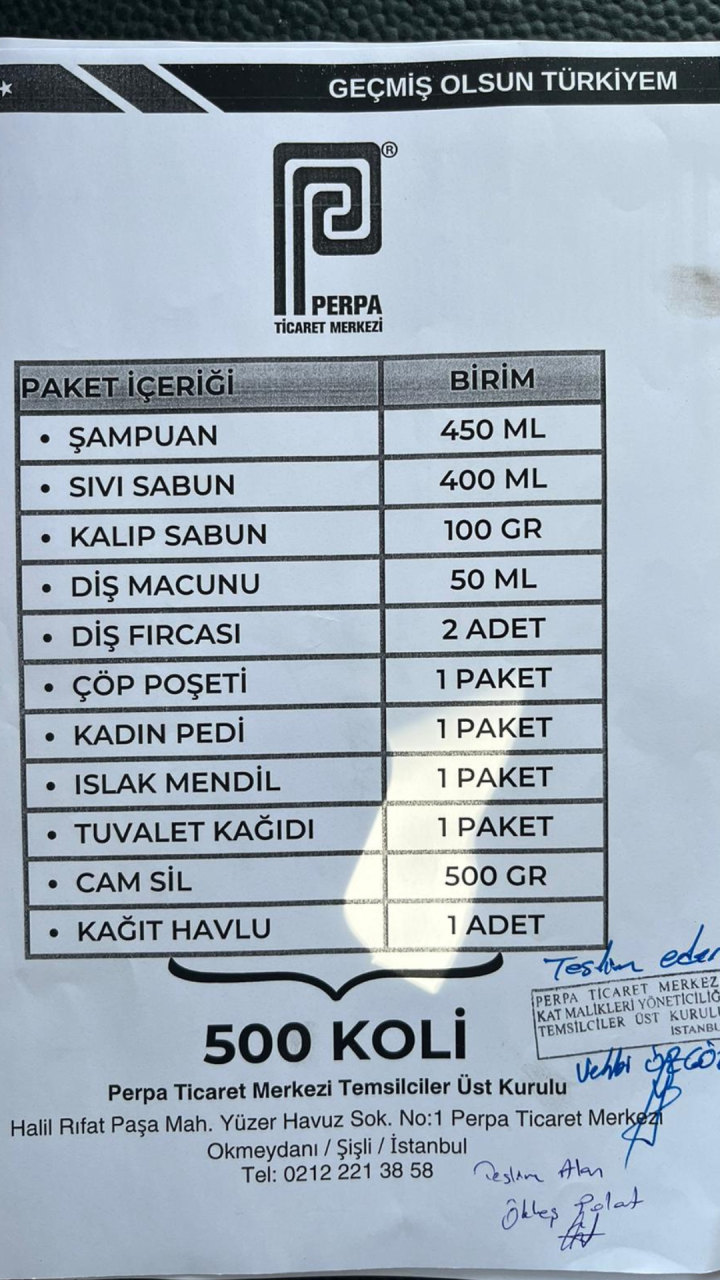 GEÇMİŞ OLSUN TÜRKİYEM
®
PERPA
TİCARET MERKEZİ
PAKET İÇERİĞİ BİRİM
• ŞAMPUAN 450 ML
• SIVI SABUN 400 ML
• KALIP SABUN 100 GR
• DİŞ MACUNU 50 ML
• DİŞ FIRCASI 2 ADET
• ÇÖP POŞETİ 1 PAKET
• KADIN PEDİ 1 PAKET
• ISLAK MENDİL 1 PAKET
• TUVALET KAĞIDI 1 PAKET
• CAM SİL 500 GR
• KAĞIT HAVLU 1 ADET
Teslim eden
PERPA TİCARET MERKEZ
KAT MALİKLERİ YÖNETİCİLİĞ
TEMSİLCİLER ÜST KURULU
İSTANBU
Vehbi
500 KOLİ
Perpa Ticaret Merkezi Temsilciler Üst Kurulu
Halil Rıfat Paşa Mah. Yüzer Havuz Sok. No:1 Perpa Ticaret Merkezi
Okmeydanı / Şişli / İstanbul
Tel: 0212 221 38 58
Teslim Alan
Ökkeş Polat